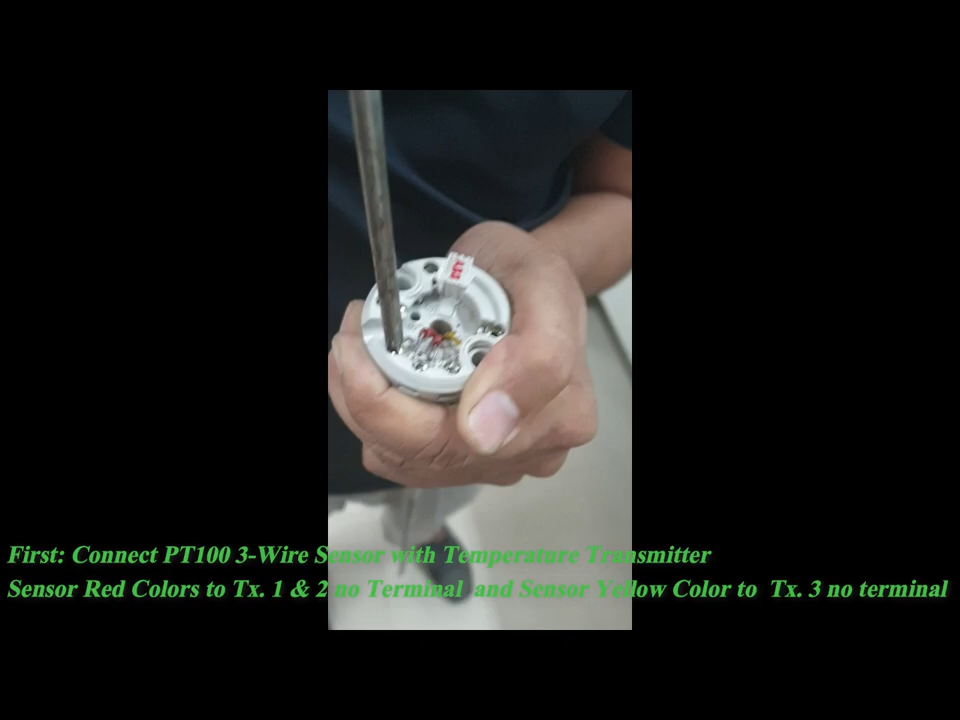 First: Connect PT100 3-Wire Sensor with Temperature Transmitter
Sensor Red Colors to Tx. 1 & 2 no Terminal and Sensor Yellow Color to Tx. 3 no terminal